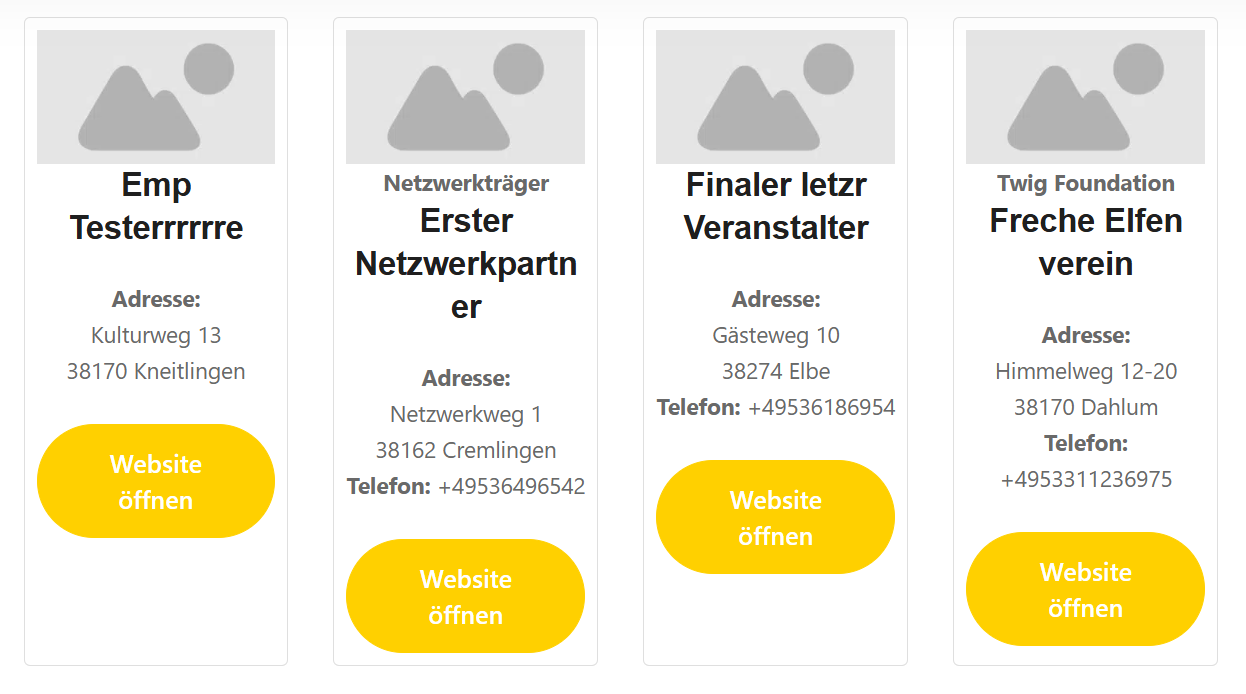 Emp
Testerrrrrre
Adresse:
Kulturweg 13
38170 Kneitlingen
Website
öffnen
Netzwerkträger
Erster
Netzwerkpartn
er
Adresse:
Netzwerkweg 1
38162 Cremlingen
Telefon: +49536496542
Website
öffnen
Finaler letzr
Veranstalter
Adresse:
Gästeweg 10
38274 Elbe
Telefon: +49536186954
Website
öffnen
Twig Foundation
Freche Elfen
verein
Adresse:
Himmelweg 12-20
38170 Dahlum
Telefon:
+4953311236975
Website
öffnen